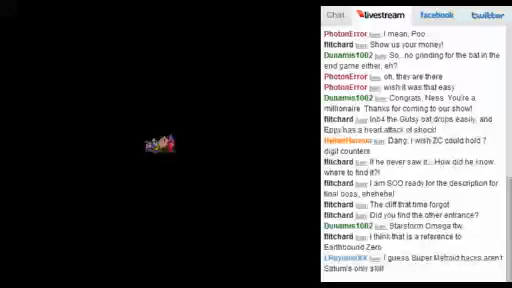 Chat
livestream
facebook
twitter
PhotonError I mean, Poo
flitchard Show us your money!
Dunamis1002 So...no grinding for the bat in the
end game either, eh?
PhotonError oh, they are there
PhotonError wish it was that easy
Dunamis1002 Congrats, Ness. You're a
millionaire. Thanks for coming to our show!
flitchard Inb4 the Gutsy bat drops easily, and
has a head attack of shock!
Dang, I wish ZC could hold 7
digit counters
flitchard If he never saw it... How did he know
where to find it?!
flitchard I am SOO ready for the description for
final boss, ehehehe!
flitchard The cliff that time forgot
flitchard Did you find the other entrance?
Dunamis1002 Starstorm Omega ftw.
flitchard I think that is a reference to
Earthbound Zero
I guess Super Metroid hacks aren't
Saturn's only skill